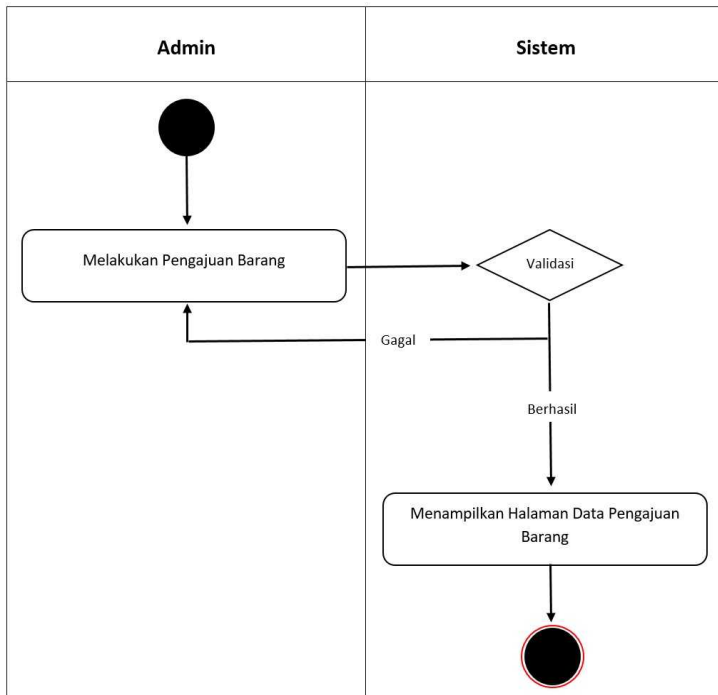 Admin
Sistem
Melakukan Pengajuan Barang
Validasi
Gagal
Berhasil
Menampilkan Halaman Data Pengajuan
Barang